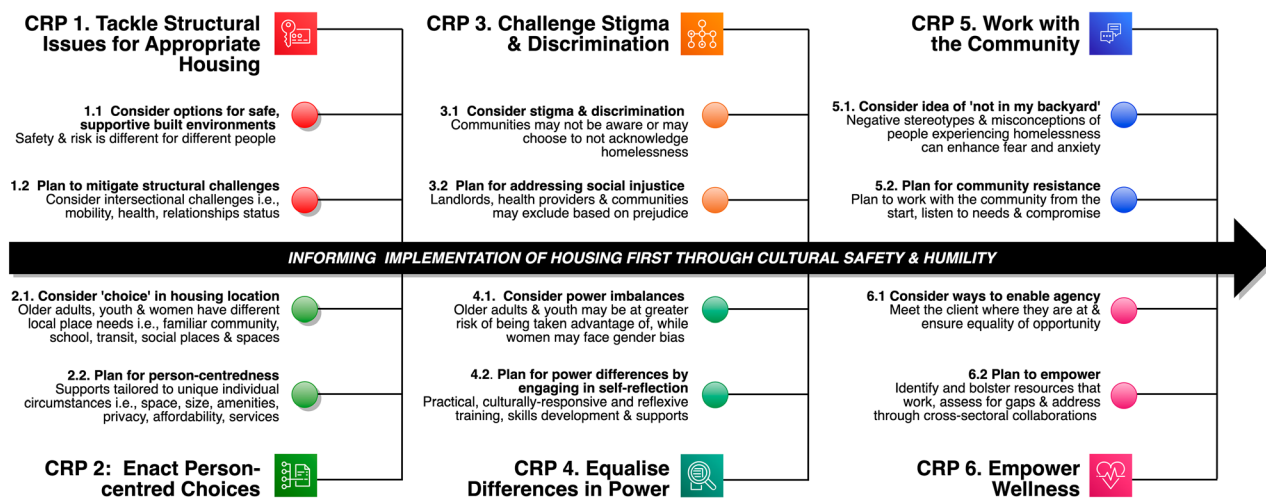 CRP 1. Tackle Structural
Issues for Appropriate
Housing
1.1 Consider options for safe,
supportive built environments
Safety & risk is different for different people
1.2 Plan to mitigate structural challenges
Consider intersectional challenges i.e.,
mobility, health, relationships status
CRP 3. Challenge Stigma
& Discrimination
3.1 Consider stigma & discrimination
Communities may not be aware or may
choose to not acknowledge
homelessness
3.2 Plan for addressing social injustice
Landlords, health providers & communities
may exclude based on prejudice
CRP 5. Work with
the Community
5.1. Consider idea of 'not in my backyard'
Negative stereotypes & misconceptions of
people experiencing homelessness
can enhance fear and anxiety
5.2. Plan for community resistance
Plan to work with the community from the
start, listen to needs & compromise
INFORMING IMPLEMENTATION OF HOUSING FIRST THROUGH CULTURAL SAFETY & HUMILITY
2.1. Consider 'choice' in housing location
Older adults, youth & women have different
local place needs i.e., familiar community,
school, transit, social places & spaces
2.2. Plan for person-centredness
Supports tailored to unique individual
circumstances i.e., space, size, amenities,
privacy, affordability, services
CRP 2: Enact Person-
centred Choices
4.1. Consider power imbalances
Older adults & youth may be at greater
risk of being taken advantage of, while
women may face gender bias
4.2. Plan for power differences by
engaging in self-reflection
Practical, culturally-responsive and reflexive
training, skills development & supports
CRP 4. Equalise
Differences in Power
6.1 Consider ways to enable agency
Meet the client where they are at &
ensure equality of opportunity
6.2 Plan to empower
Identify and bolster resources that
work, assess for gaps & address
through cross-sectoral collaborations
CRP 6. Empower
Wellness